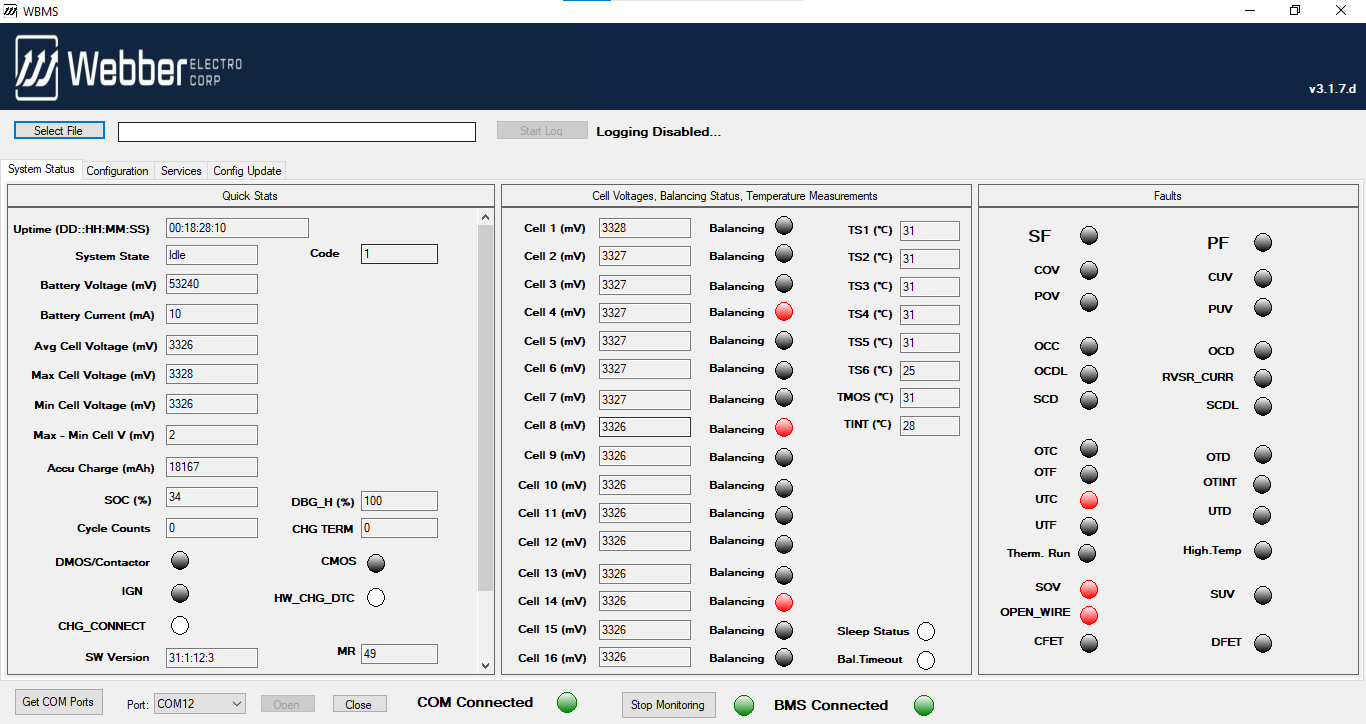 WBMS
Webber ELECTRO CORP
v3.1.7.d
Select File
Start Log
Logging Disabled...
System Status Configuration Services Config Update
Quick Stats
Uptime (DD::HH:MM:SS) 00:18:28:10
System State Idle Code 1
Battery Voltage (mV) 53240
Battery Current (mA) 10
Avg Cell Voltage (mV) 3326
Max Cell Voltage (mV) 3328
Min Cell Voltage (mV) 3326
Max - Min Cell V (mV) 2
Accu Charge (mAh) 18167
SOC (%) 34 DBG_H (%) 100
Cycle Counts 0 CHG TERM 0
DMOS/Contactor CMOS
IGN HW_CHG_DTC
CHG_CONNECT
SW Version 31:1:12:3 MR 49
Cell Voltages, Balancing Status, Temperature Measurements
Cell 1 (mV) 3328 Balancing TS1 (℃) 31
Cell 2 (mV) 3327 Balancing TS2 (℃) 31
Cell 3 (mV) 3327 Balancing TS3 (℃) 31
Cell 4 (mV) 3327 Balancing TS4 (℃) 31
Cell 5 (mV) 3327 Balancing TS5 (℃) 31
Cell 6 (mV) 3327 Balancing TS6 (℃) 25
Cell 7 (mV) 3327 Balancing TMOS (℃) 31
Cell 8 (mV) 3326 Balancing TINT (℃) 28
Cell 9 (mV) 3326 Balancing
Cell 10 (mV) 3326 Balancing
Cell 11 (mV) 3326 Balancing
Cell 12 (mV) 3326 Balancing
Cell 13 (mV) 3326 Balancing
Cell 14 (mV) 3326 Balancing
Cell 15 (mV) 3326 Balancing Sleep Status
Cell 16 (mV) 3326 Balancing Bal.Timeout
Faults
SF PF
COV CUV
POV PUV
OCC OCD
OCDL RVSR_CURR
SCD SCDL
OTC OTD
OTF OTINT
UTC UTD
UTF
Therm. Run High.Temp
SOV SUV
OPEN_WIRE
CFET DFET
Get COM Ports Port: COM12 Open Close COM Connected Stop Monitoring BMS Connected